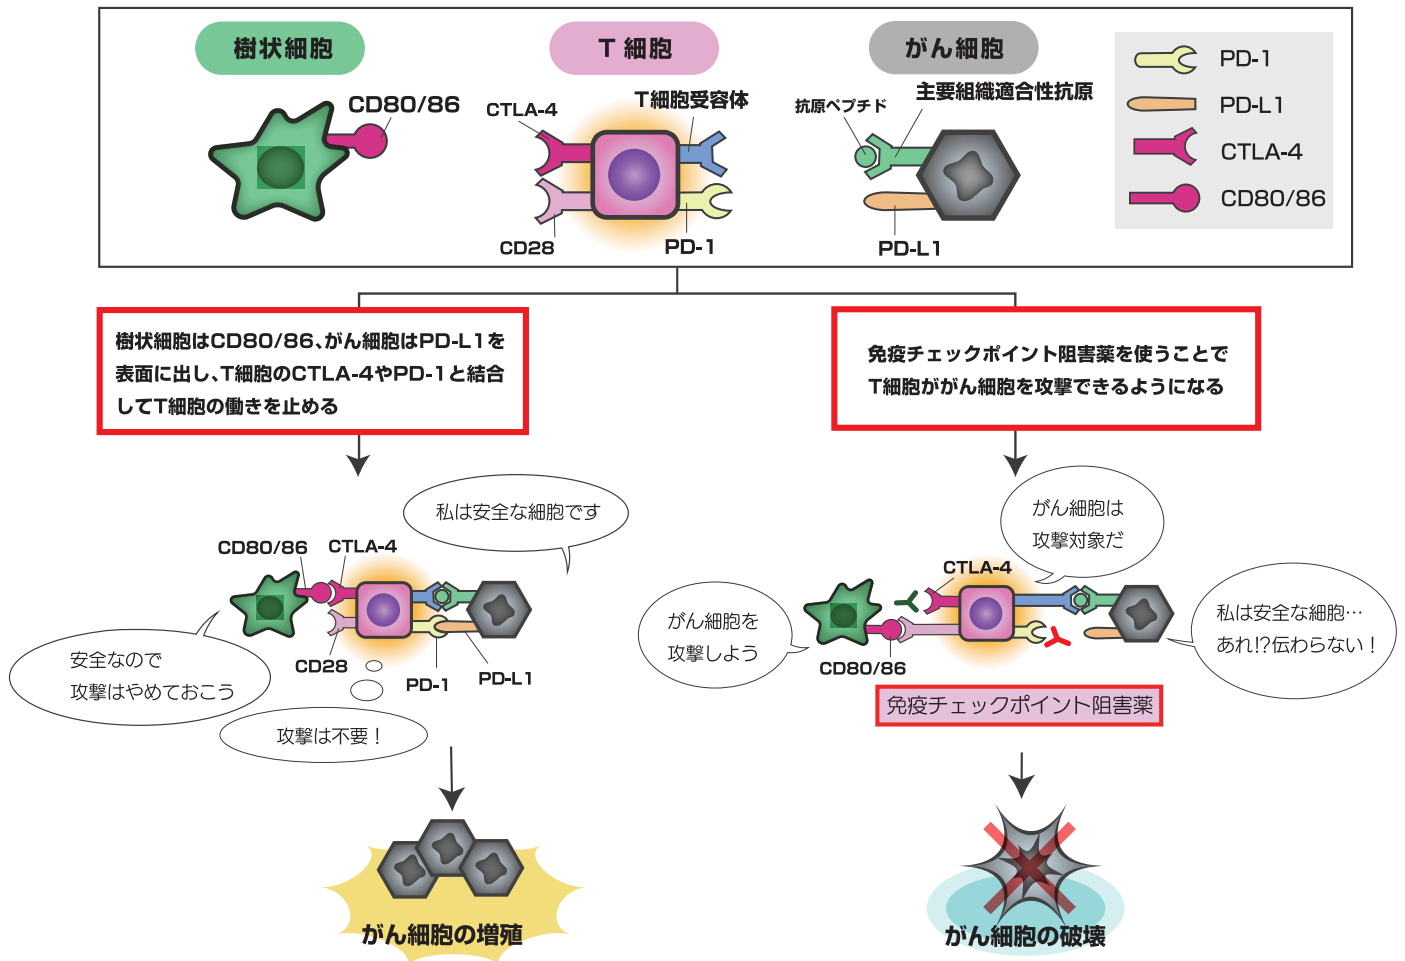 樹状細胞
T 細胞
がん細胞
CD80/86
CTLA-4
T細胞受容体
CD28
PD-1
抗原ペプチド
主要組織適合性抗原
PD-L1
PD-1
PD-L1
CTLA-4
CD80/86
樹状細胞はCD80/86、がん細胞はPD-L1を
表面に出し、T細胞のCTLA-4やPD-1と結合
してT細胞の働きを止める
免疫チェックポイント阻害薬を使うことで
T細胞ががん細胞を攻撃できるようになる
私は安全な細胞です
CD80/86
CTLA-4
安全なので
攻撃はやめておこう
CD28
PD-1
PD-L1
攻撃は不要！
がん細胞の増殖
がん細胞は
攻撃対象だ
CTLA-4
がん細胞を
攻撃しよう
CD80/86
私は安全な細胞…
あれ!?伝わらない！
免疫チェックポイント阻害薬
がん細胞の破壊